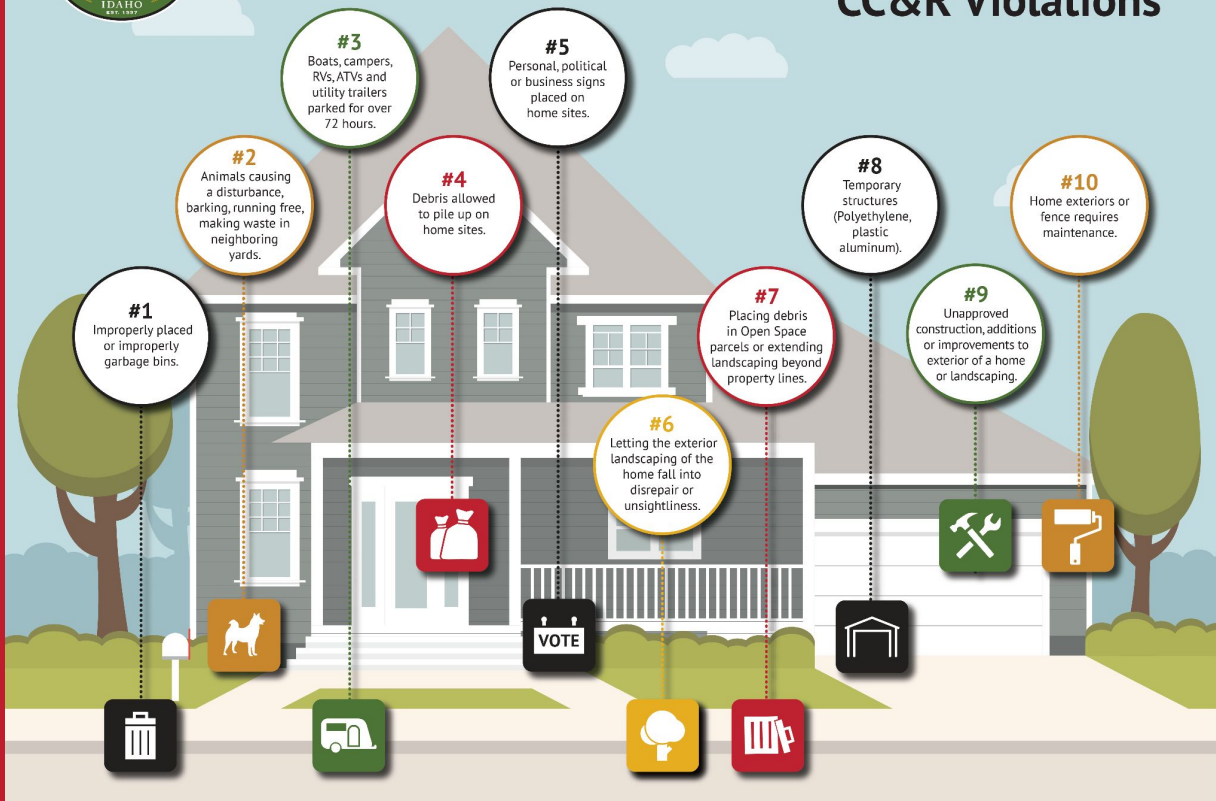 IDAHO
EST. 1997
CC&R Violations
#1
Improperly placed
or improperly
garbage bins.
#2
Animals causing
a disturbance,
barking, running free,
making waste in
neighboring
yards.
#3
Boats, campers,
RVs, ATVs and
utility trailers
parked for over
72 hours.
#4
Debris allowed
to pile up on
home sites.
#5
Personal, political
or business signs
placed on
home sites.
#6
Letting the exterior
landscaping of the
home fall into
disrepair or
unsightliness.
#7
Placing debris
in Open Space
parcels or extending
landscaping beyond
property lines.
#8
Temporary
structures
(Polyethylene,
plastic
aluminum).
#9
Unapproved
construction, additions
or improvements to
exterior of a home
or landscaping.
#10
Home exteriors or
fence requires
maintenance.
VOTE